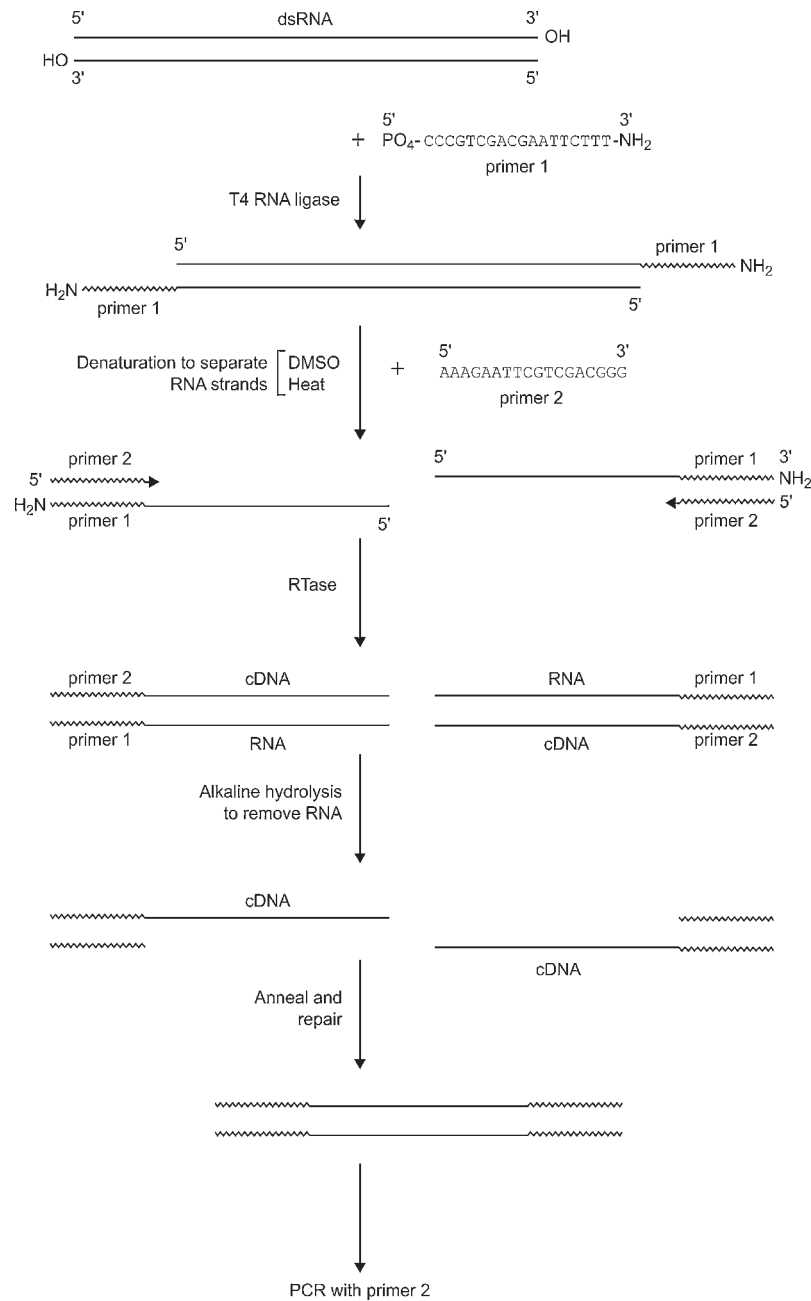 5' dsRNA 3'
OH
HO
3' 5'
5' 3'
+ PO4-CCCGTCGACGAATTCTTT-NH2
primer 1
T4 RNA ligase
5'
primer 1
NH2
H2N
primer 1 5'
Denaturation to separate RNA strands
DMSO
Heat
+
5' 3'
AAAGAATTCGTCGACGGG
primer 2
primer 2
5'
H2N
primer 1
5'
5' primer 1 3'
NH2
5'
primer 2
RTase
primer 2 cDNA RNA primer 1
primer 1 RNA cDNA primer 2
Alkaline hydrolysis
to remove RNA
cDNA
cDNA
Anneal and
repair
PCR with primer 2